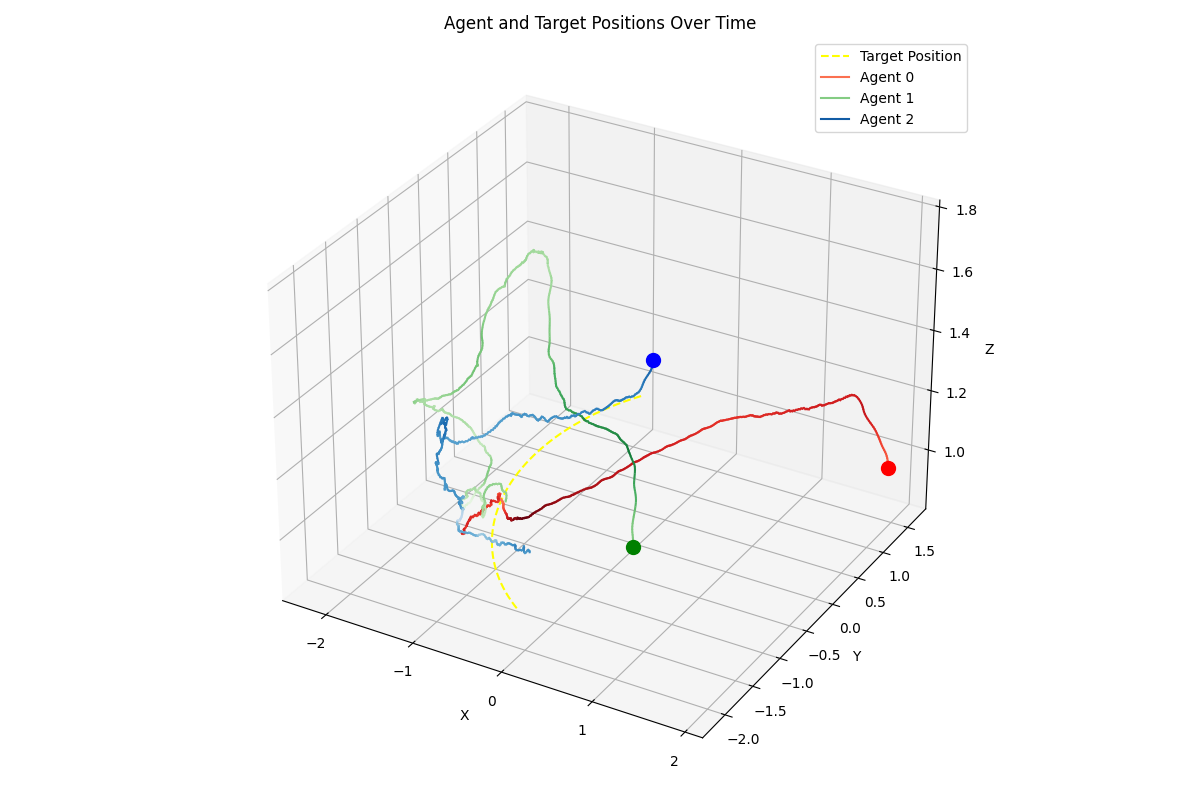 Agent and Target Positions Over Time
Target Position
Agent 0
Agent 1
Agent 2
1.8
1.6
1.4
1.2
1.0
Z
1.5
1.0
0.5
0.0
−0.5
−1.0
−1.5
−2.0
Y
−2
−1
0
1
2
X